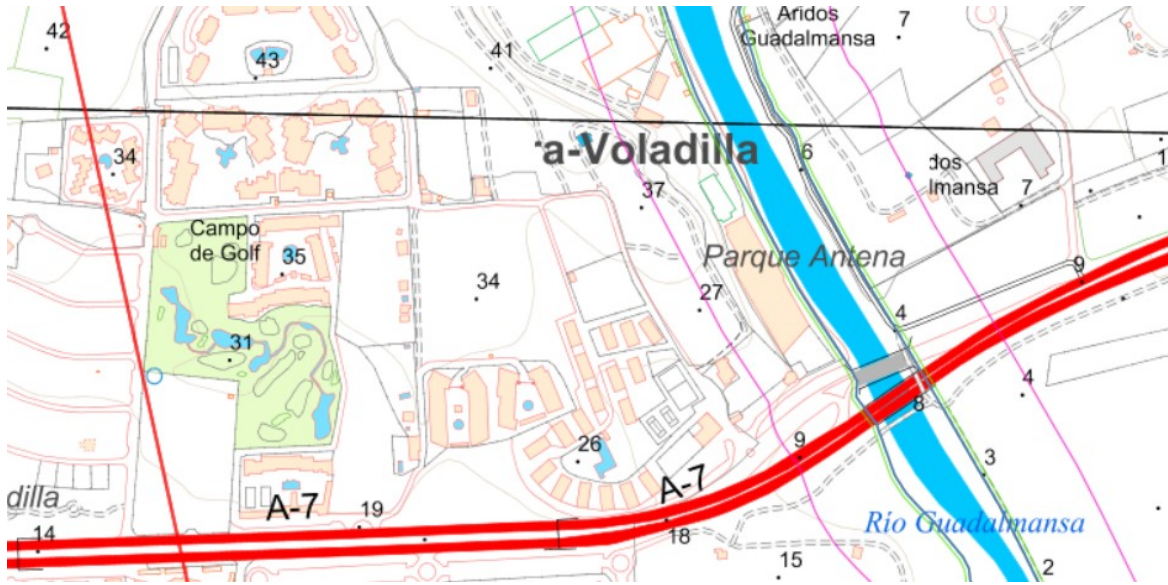 42
43
41
Aridos
Guadalmansa
7
34
'a-Voladilla
6
dos
lmansa
7
1
37
Campo
de Golf
35
Parque Antena
9
34
27
4
31
4
8
9
26
3
A-7
A-7
19
dilla
18
Río Guadalmansa
14
15
2